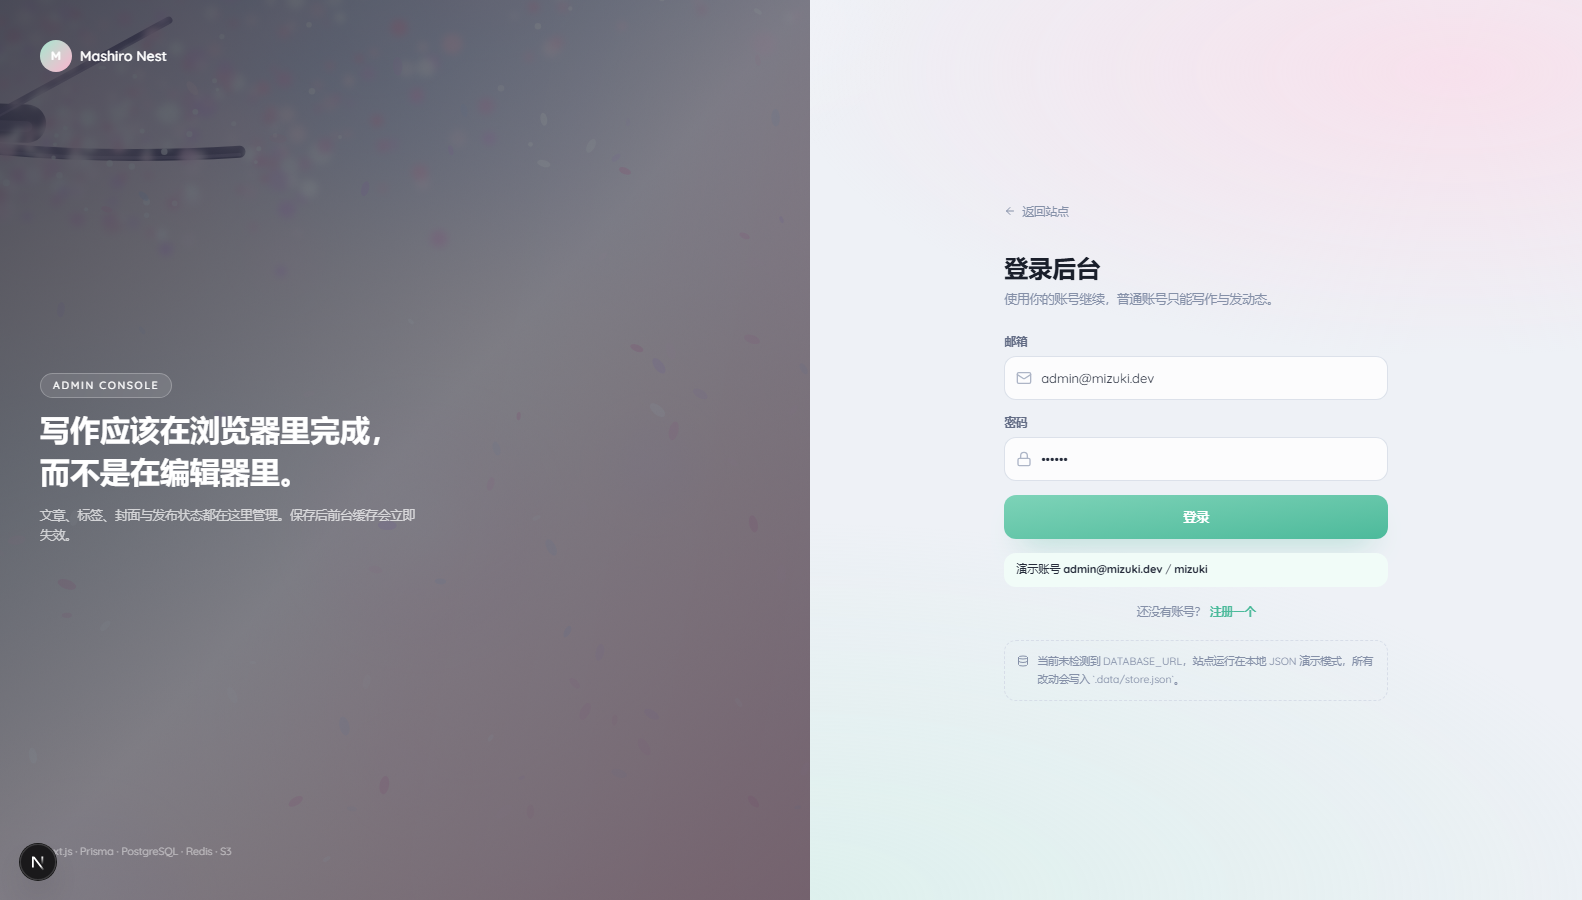 M Mashiro Nest
ADMIN CONSOLE
写作应该在浏览器里完成，
而不是在编辑器里。
文章、标签、封面与发布状态都在这里管理。保存后前台缓存会立即
失效。
xt.js · Prisma · PostgreSQL · Redis · S3
N
← 返回站点
登录后台
使用你的账号继续，普通账号只能写作与发动态。
邮箱
admin@mizuki.dev
密码
••••••
登录
演示账号 admin@mizuki.dev / mizuki
还没有账号？ 注册一个
当前未检测到 DATABASE_URL，站点运行在本地 JSON 演示模式，所有
改动会写入 `.data/store.json`。